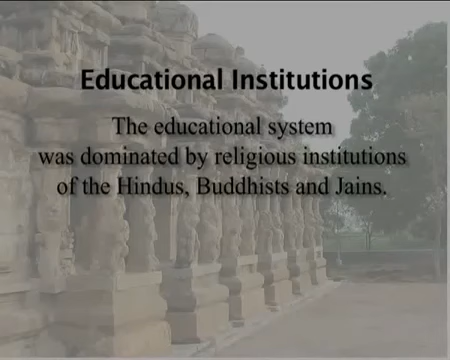 Educational Institutions
The educational system
was dominated by religious institutions
of the Hindus, Buddhists and Jains.